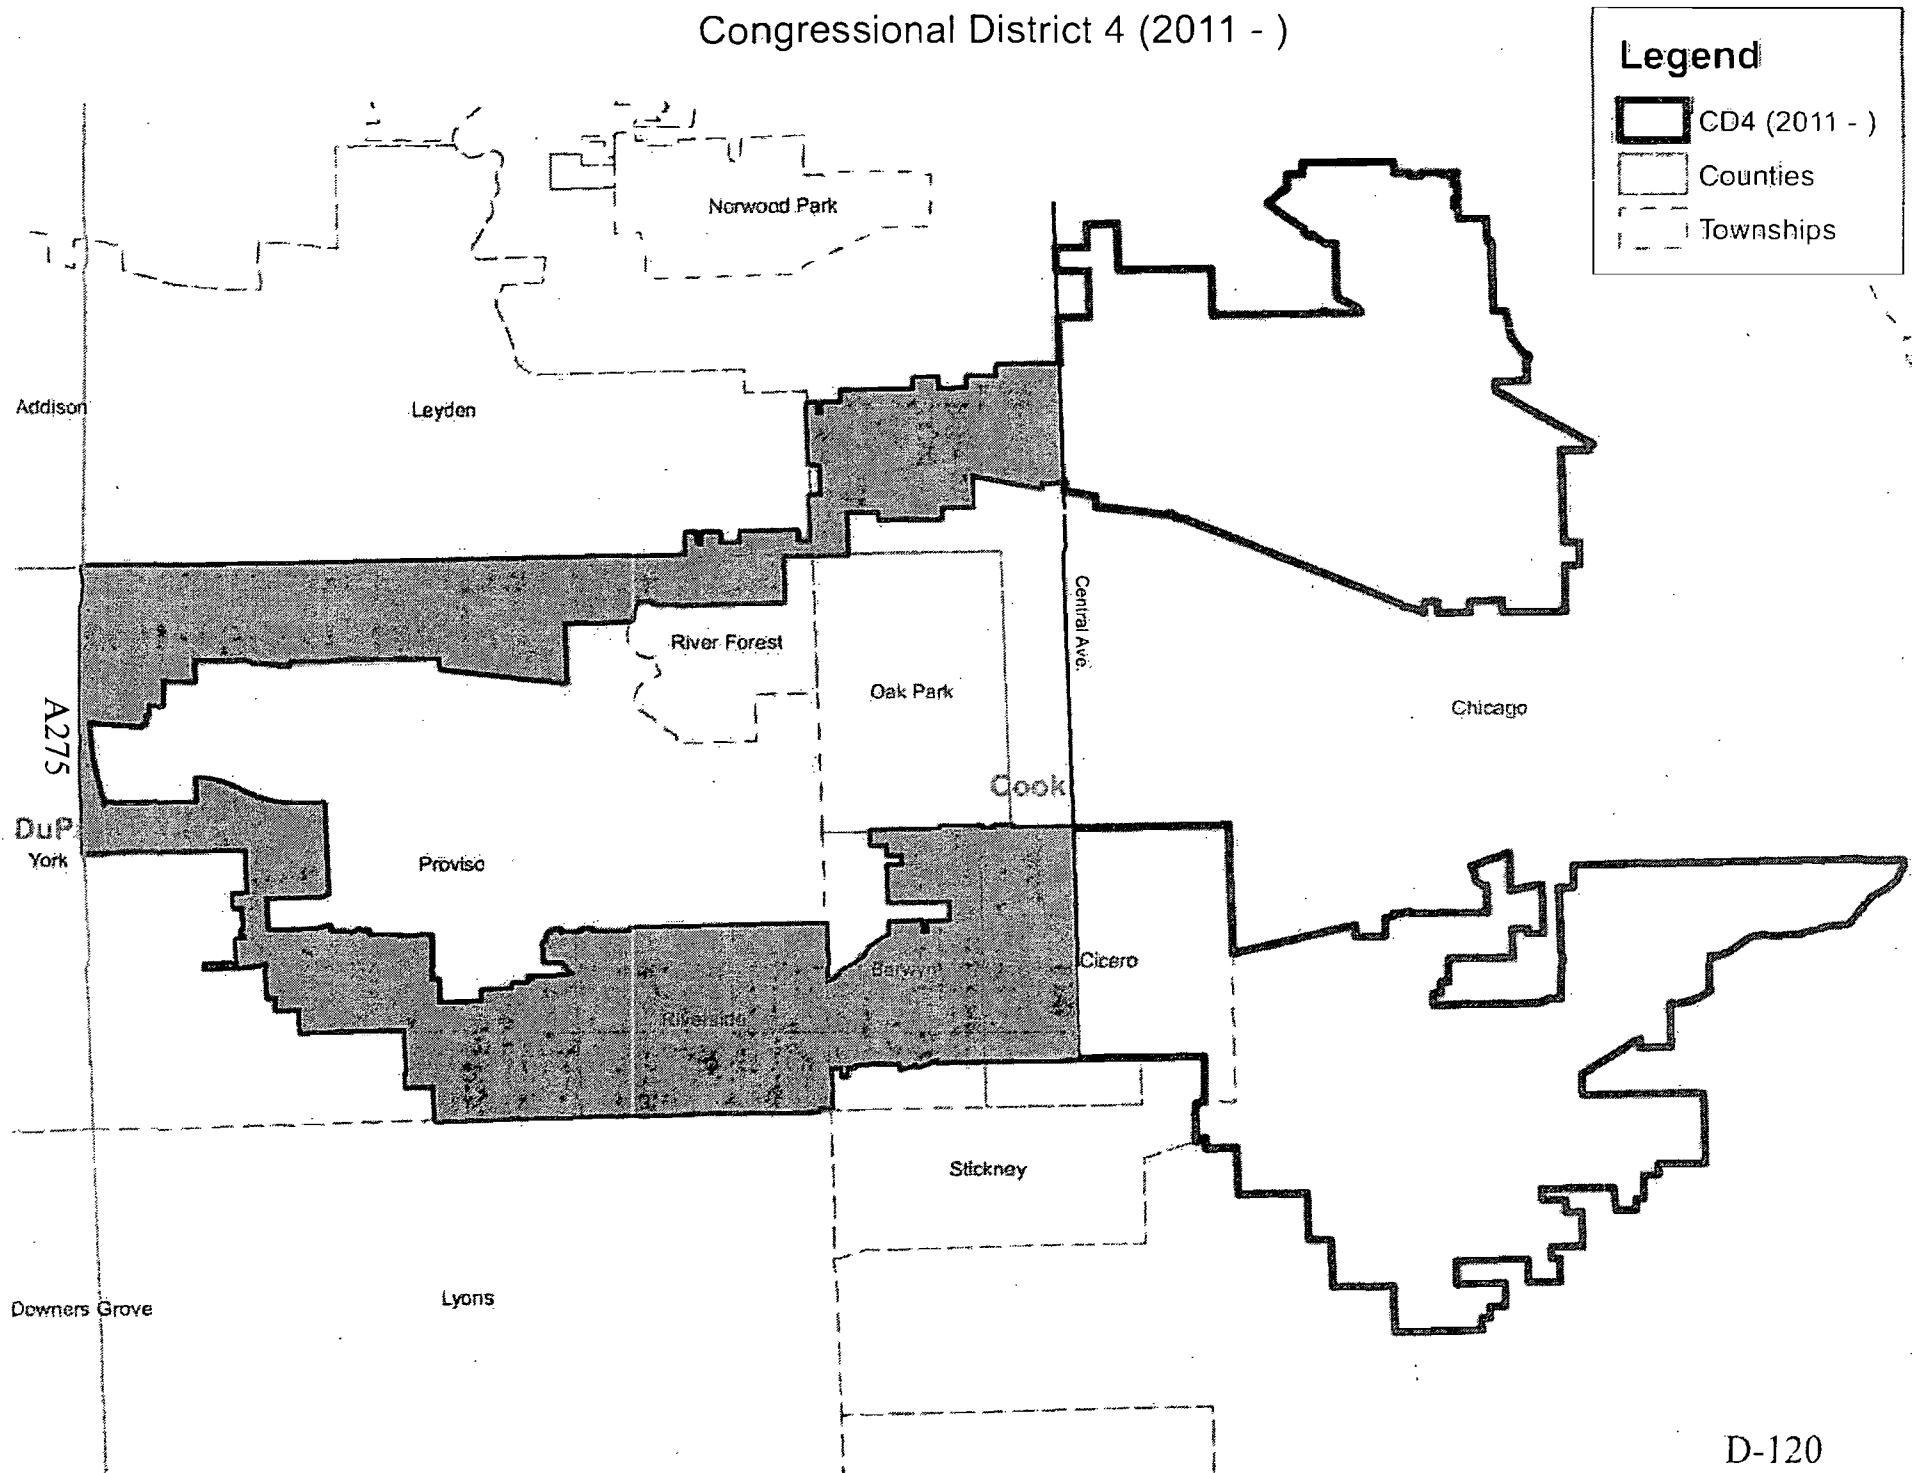 Congressional District 4 (2011 - )
Legend
CD4 (2011 - )
Counties
Townships
Norwood Park
Addison
Leyden
Central Ave.
River Forest
Oak Park
Chicago
A275
Cook
DuP
York
Proviso
Cicero
Berwyn
Riverside
Stickney
Lyons
Downers Grove
D-120